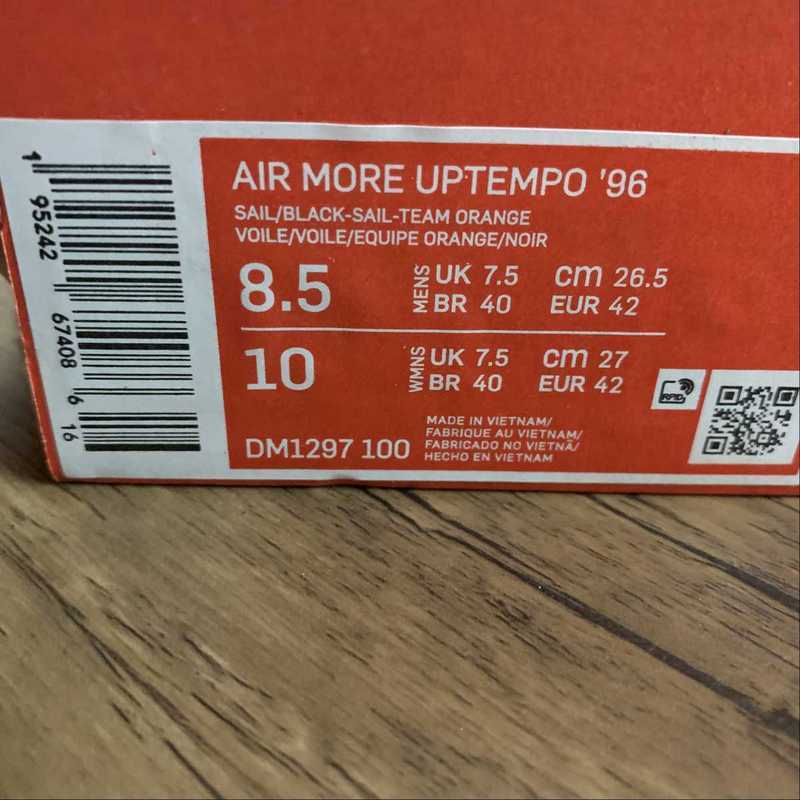 AIR MORE UPTEMPO '96
SAIL/BLACK-SAIL-TEAM ORANGE
VOILE/VOILE/EQUIPE ORANGE/NOIR
8.5 MENS UK 7.5 cm 26.5
BR 40 EUR 42
10 WMNS UK 7.5 cm 27
BR 40 EUR 42
RFID
DM1297 100
MADE IN VIETNAM/
FABRIQUE AU VIETNAM/
FABRICADO NO VIETNÃ/
HECHO EN VIETNAM
1 95242 67408 6 16